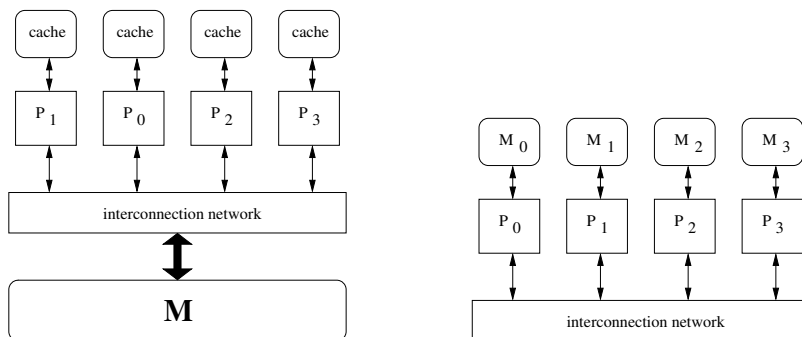 cache cache cache cache
P1 P0 P2 P3
interconnection network
M
M0 M1 M2 M3
P0 P1 P2 P3
interconnection network